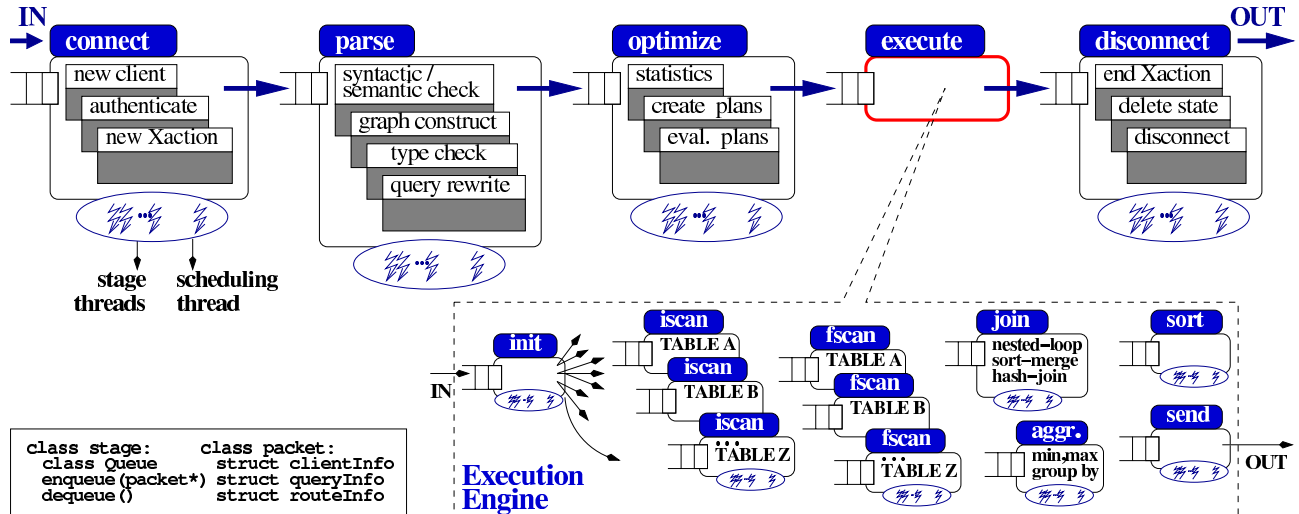 IN
OUT
connect
new client
authenticate
new Xaction
stage
threads
scheduling
thread
parse
syntactic /
semantic check
graph construct
type check
query rewrite
optimize
statistics
create plans
eval. plans
execute
disconnect
end Xaction
delete state
disconnect
IN
init
iscan
TABLE A
iscan
TABLE B
iscan
...
TABLE Z
fscan
TABLE A
fscan
TABLE B
fscan
...
TABLE Z
join
nested-loop
sort-merge
hash-join
aggr.
min,max
group by
sort
send
OUT
Execution
Engine
class stage: class packet:
class Queue struct clientInfo
enqueue(packet*) struct queryInfo
dequeue() struct routeInfo